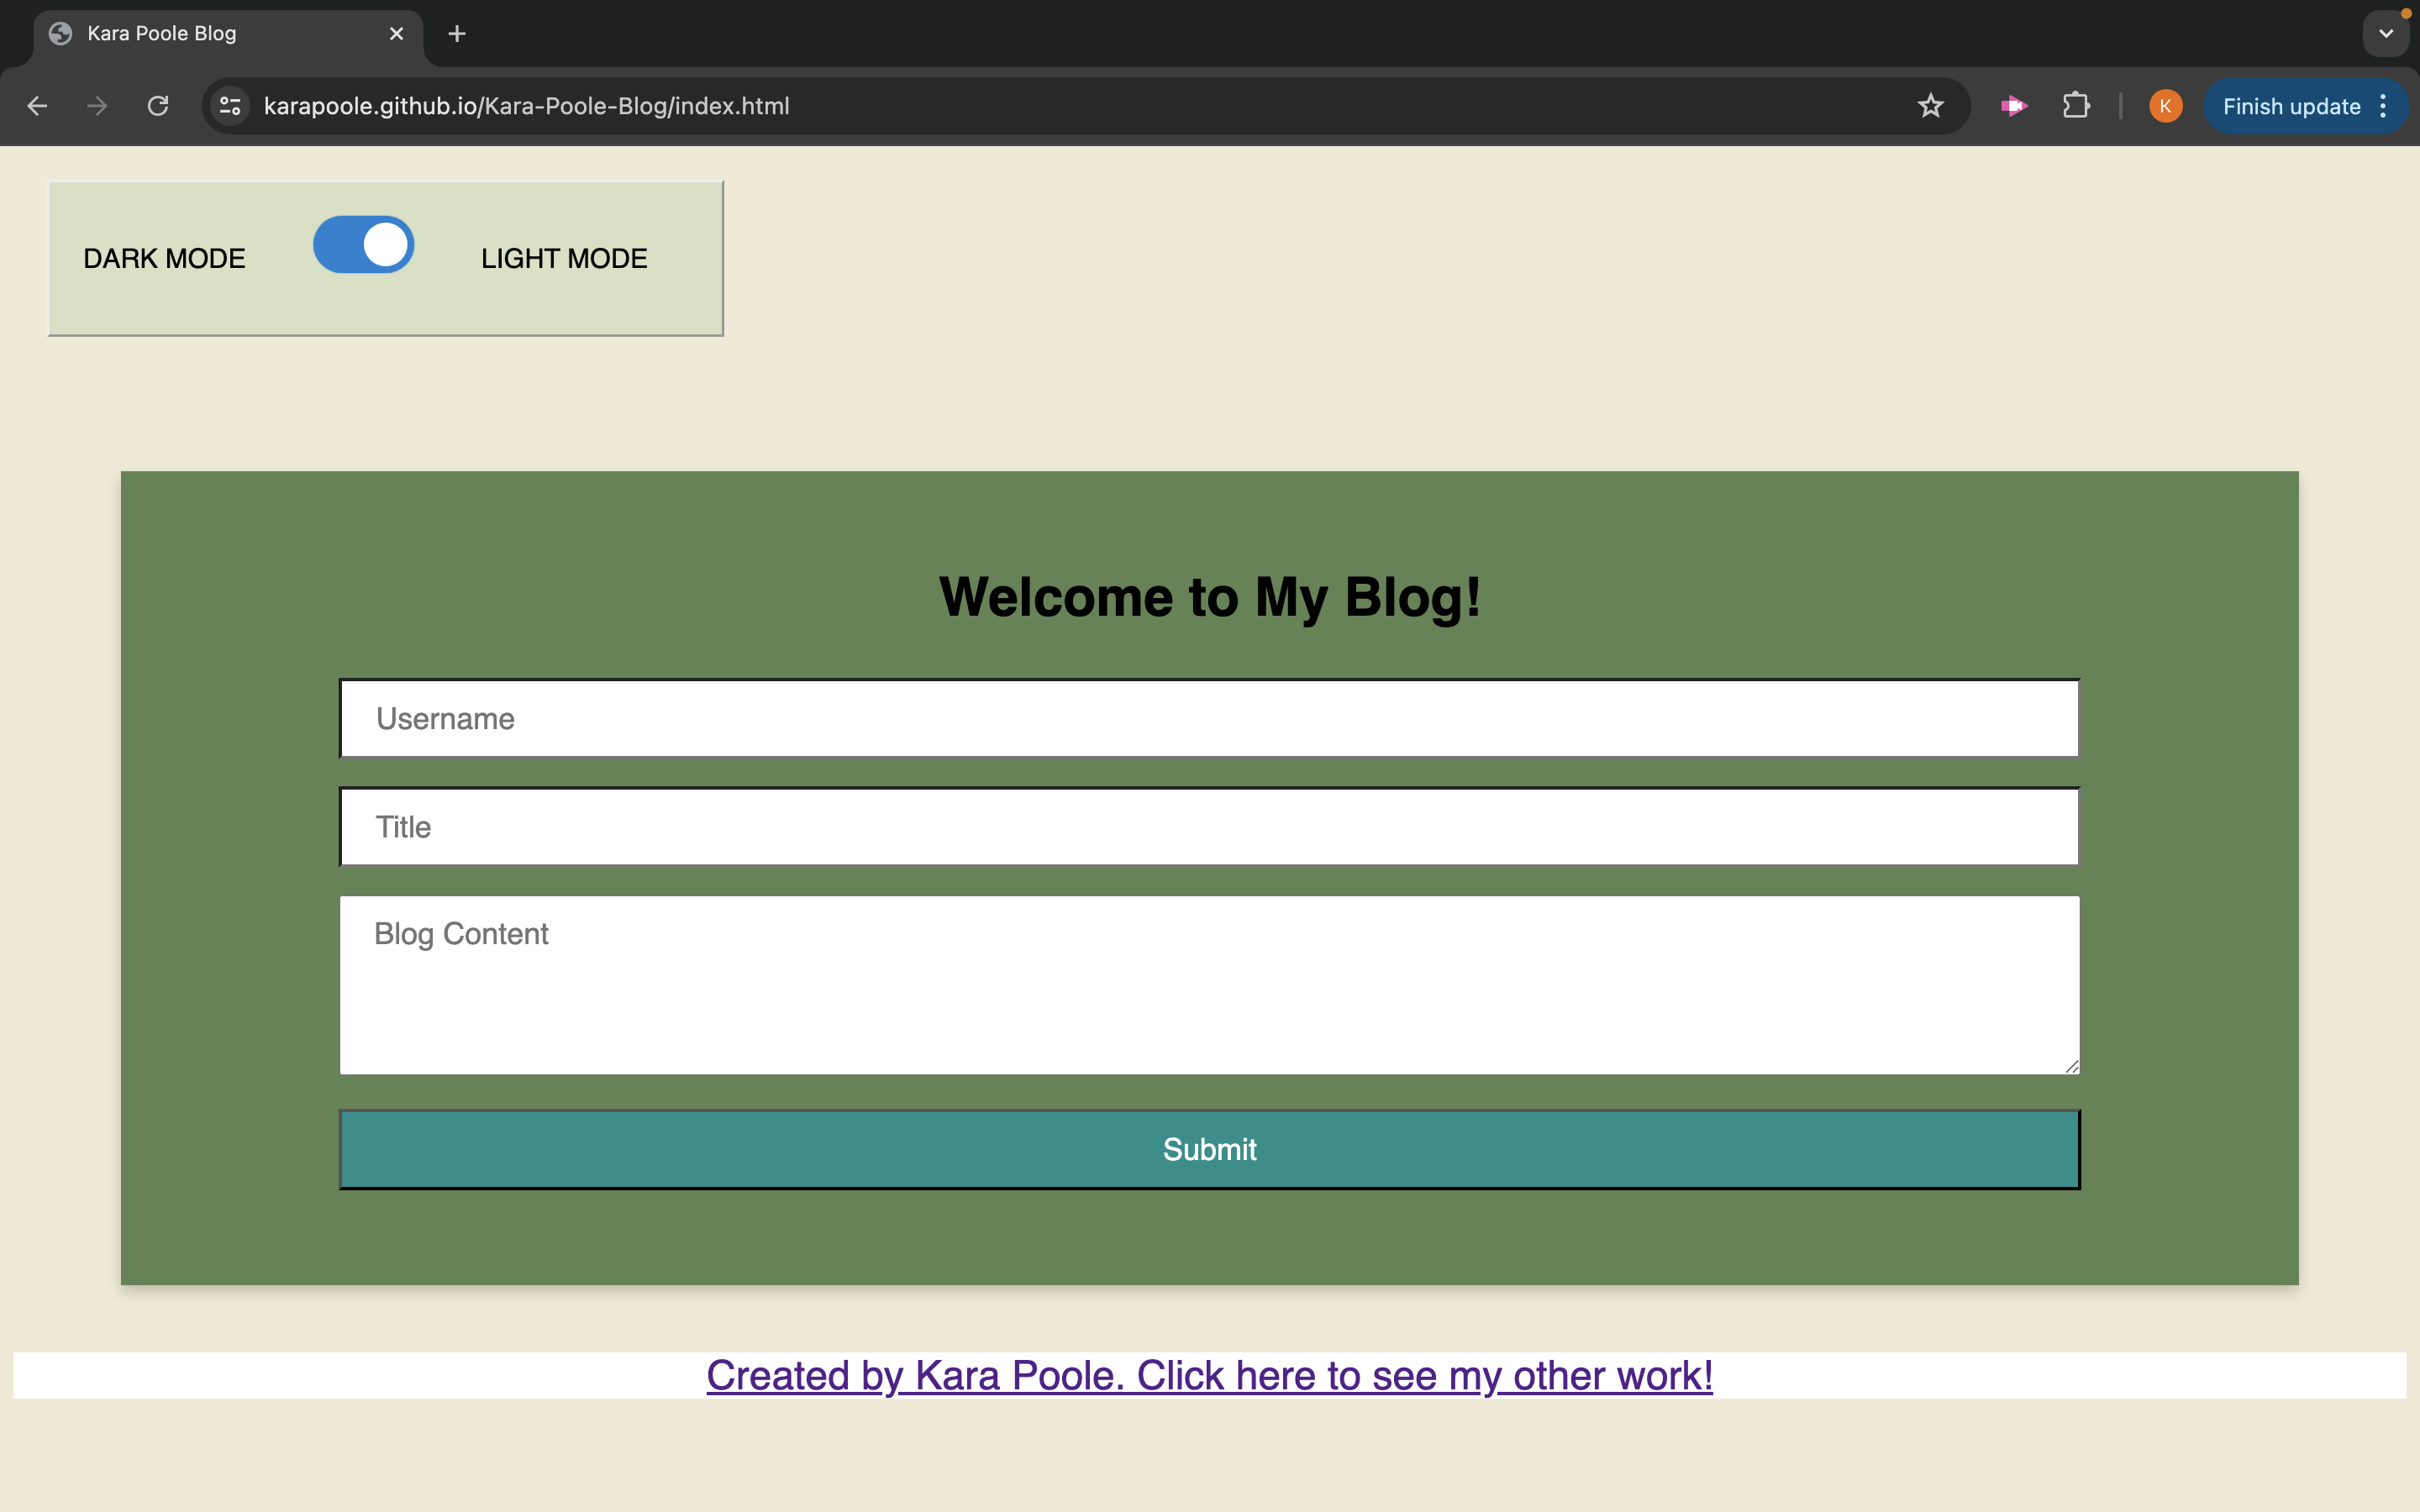 Kara Poole Blog
karapoole.github.io/Kara-Poole-Blog/index.html
K
Finish update
DARK MODE
LIGHT MODE
Welcome to My Blog!
Username
Title
Blog Content
Submit
Created by Kara Poole. Click here to see my other work!